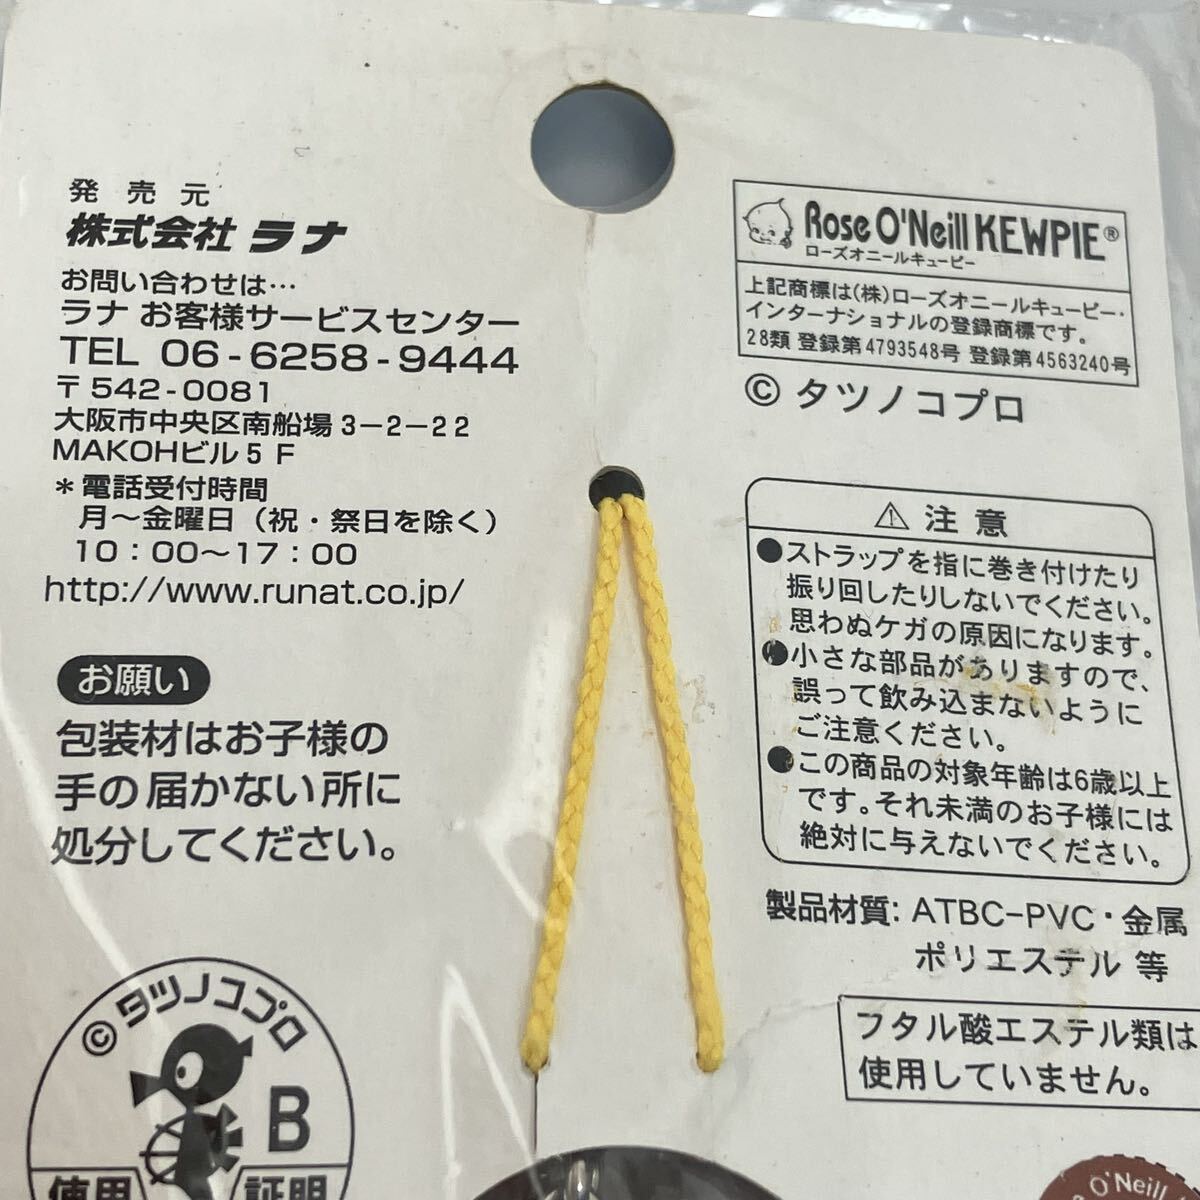 発売元
株式会社 ラナ
お問い合わせは…
ラナ お客様サービスセンター
TEL 06-6258-9444
〒542-0081
大阪市中央区南船場3-2-22
MAKOHビル5F
*電話受付時間
月〜金曜日（祝・祭日を除く）
10：00〜17：00
http://www.runat.co.jp/
お願い
包装材はお子様の
手の届かない所に
処分してください。
©タツノコプロ
B
使用
証明
Rose O'Neill KEWPIE®
ローズオニールキューピー
上記商標は(株)ローズオニールキューピー・
インターナショナルの登録商標です。
28類 登録第4793548号 登録第4563240号
© タツノコプロ
⚠ 注意
●ストラップを指に巻き付けたり
振り回したりしないでください。
思わぬケガの原因になります。
●小さな部品がありますので、
誤って飲み込まないように
ご注意ください。
●この商品の対象年齢は6歳以上
です。それ未満のお子様には
絶対に与えないでください。
製品材質: ATBC-PVC・金属
ポリエステル 等
フタル酸エステル類は
使用していません。
O'Neill